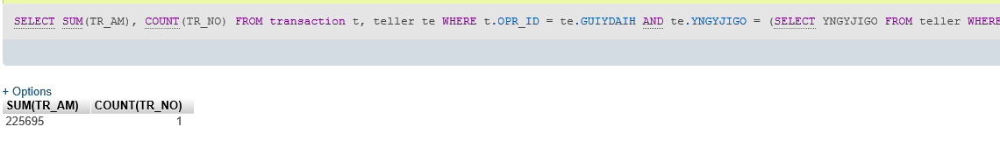 SELECT SUM(TR_AM), COUNT(TR_NO) FROM transaction t, teller te WHERE t.OPR_ID = te.GUIYDAIH AND te.YNGYJIGO = (SELECT YNGYJIGO FROM teller WHERE
+ Options
SUM(TR_AM) COUNT(TR_NO)
225695 1